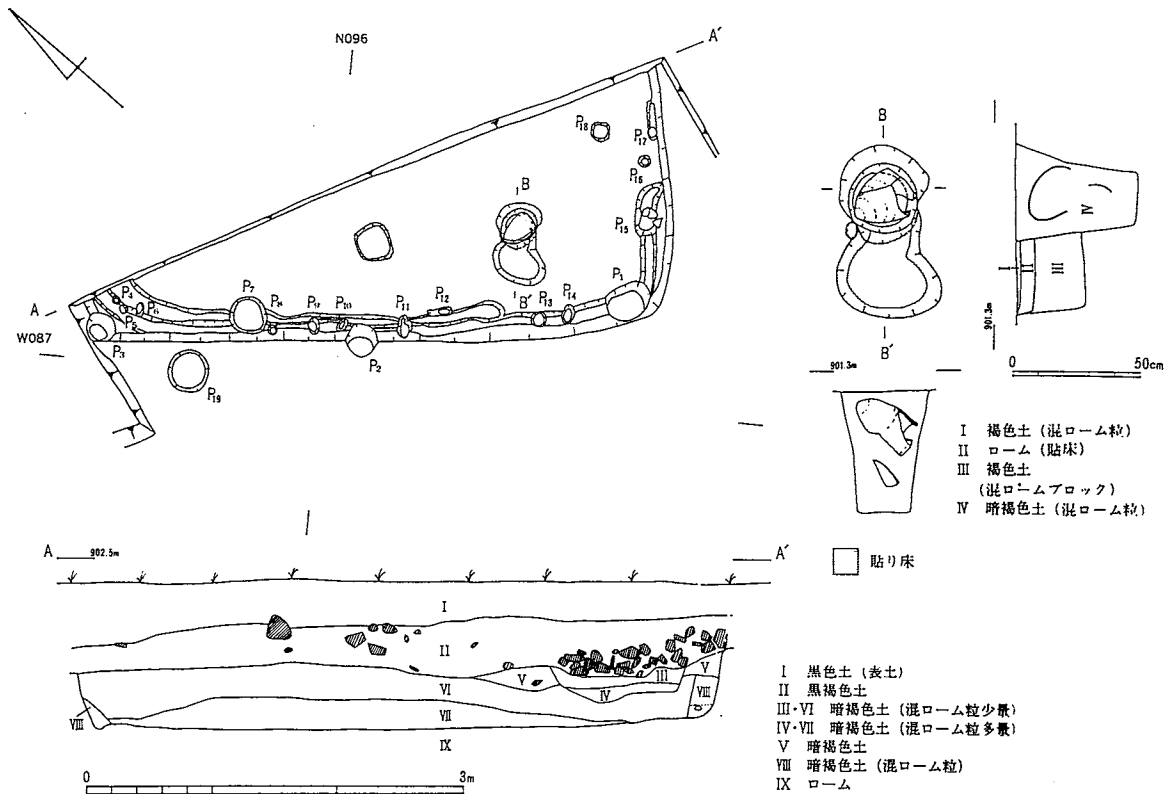 N096
A′
P18
P17
B
P16
P15
P4
P6
P5
P7
P8
P9
P10
P11
P12
B′
P13
P14
P1
A
W087
P3
P2
P19
B
B′
901.3m
Ⅳ
Ⅰ
Ⅱ
Ⅲ
901.3m
0 50cm
Ⅰ 褐色土 (混ローム粒)
Ⅱ ローム (貼床)
Ⅲ 褐色土
(混ロームブロック)
Ⅳ 暗褐色土 (混ローム粒)
貼り床
A 902.5m A′
Ⅰ
Ⅱ
Ⅲ
Ⅴ
Ⅴ
Ⅵ
Ⅳ
Ⅷ
Ⅶ
Ⅷ
Ⅸ
0 3m
Ⅰ 黒色土 (表土)
Ⅱ 黒褐色土
Ⅲ・Ⅵ 暗褐色土 (混ローム粒少量)
Ⅳ・Ⅶ 暗褐色土 (混ローム粒多量)
Ⅴ 暗褐色土
Ⅷ 暗褐色土 (混ローム粒)
Ⅸ ローム